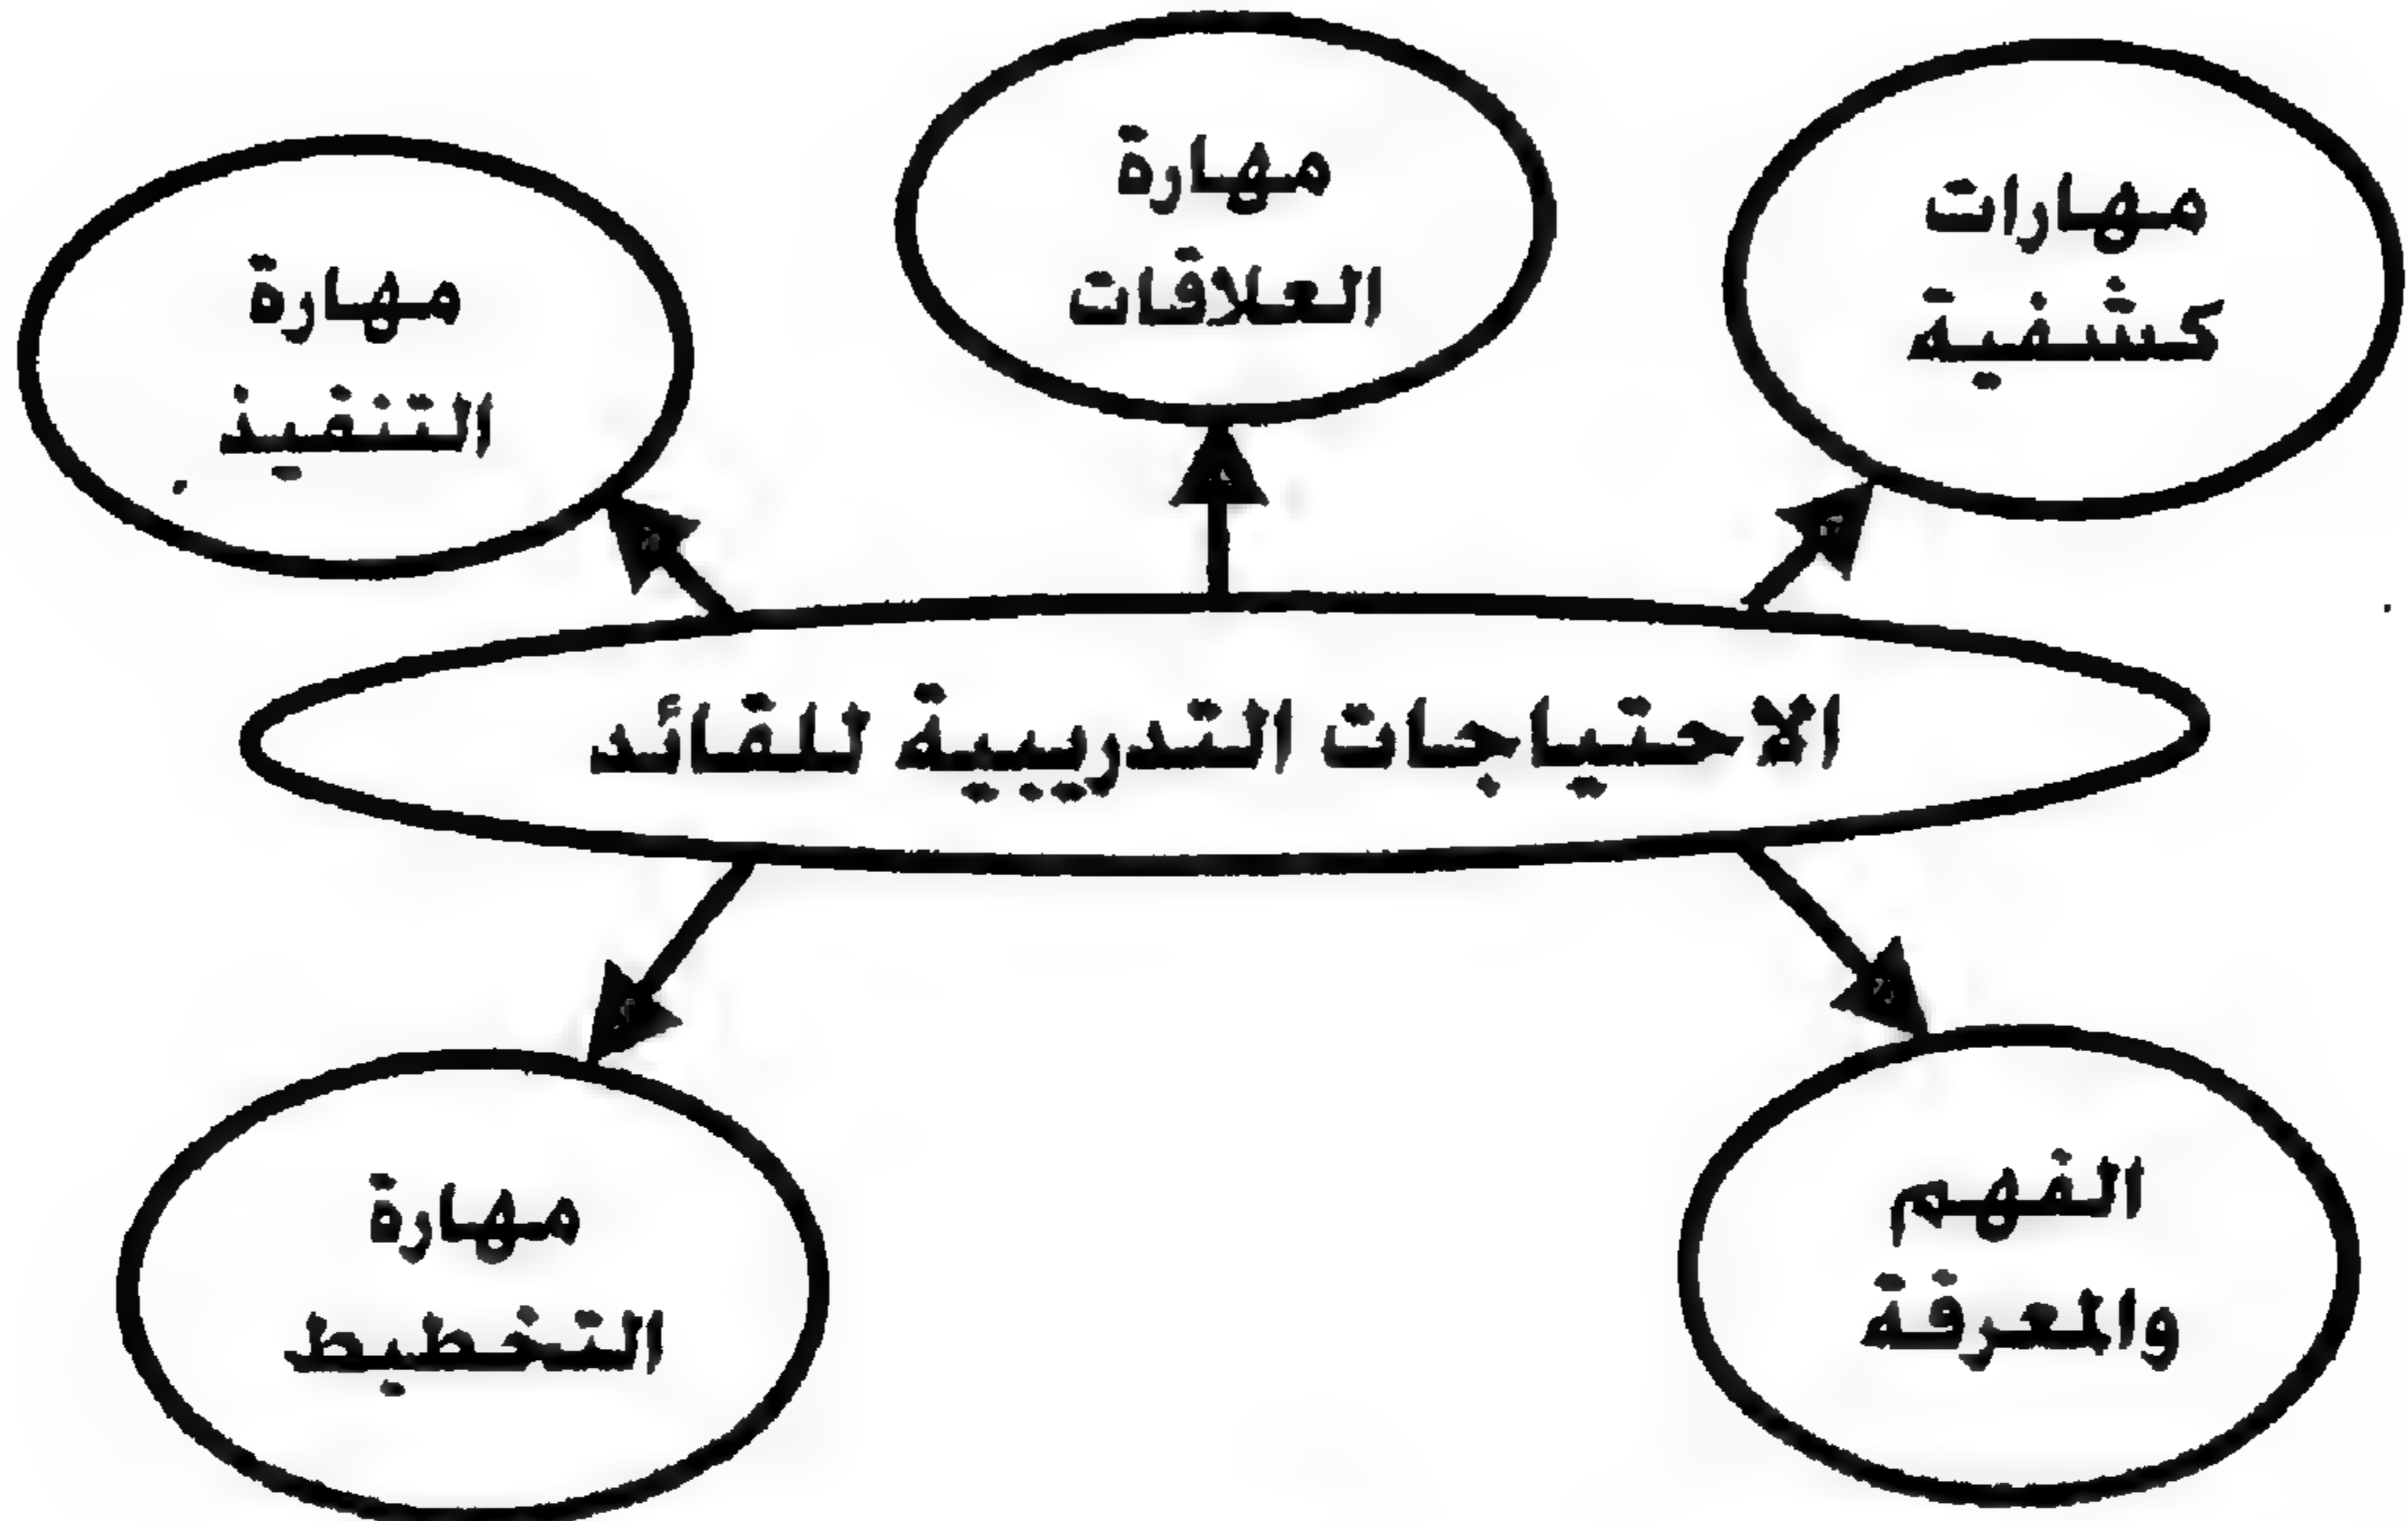 مهارات
كشفية
مهارة
العلاقات
مهارة
التنفيذ
الاحتياجات التدريبية للقائد
الفهم
والمعرفة
مهارة
التخطيط